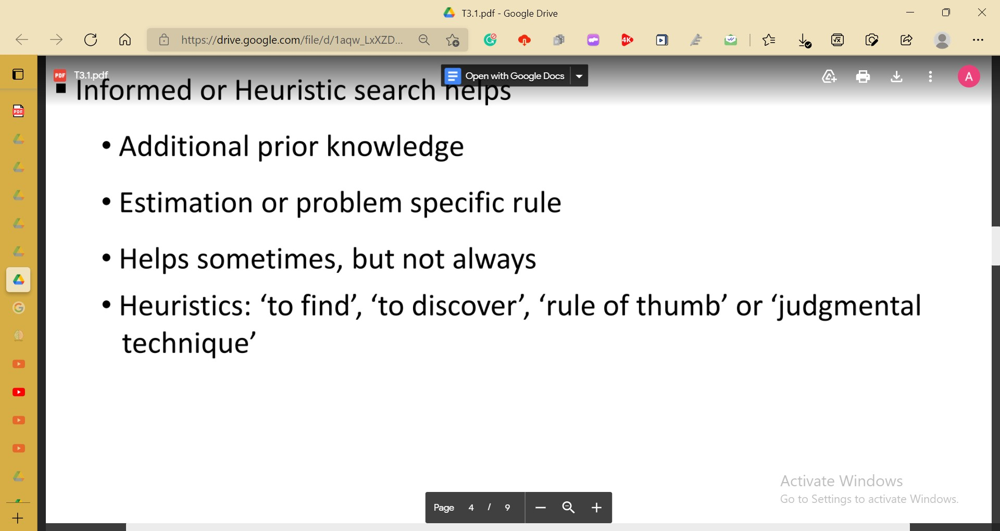 T3.1.pdf - Google Drive
https://drive.google.com/file/d/1aqw_LxXZD...
4K
PDF T3.1.pdf
Open with Google Docs
A
PDF
■ Informed or Heuristic search helps
• Additional prior knowledge
• Estimation or problem specific rule
• Helps sometimes, but not always
• Heuristics: ‘to find’, ‘to discover’, ‘rule of thumb’ or ‘judgmental
technique’
Activate Windows
Go to Settings to activate Windows.
Page 4 / 9